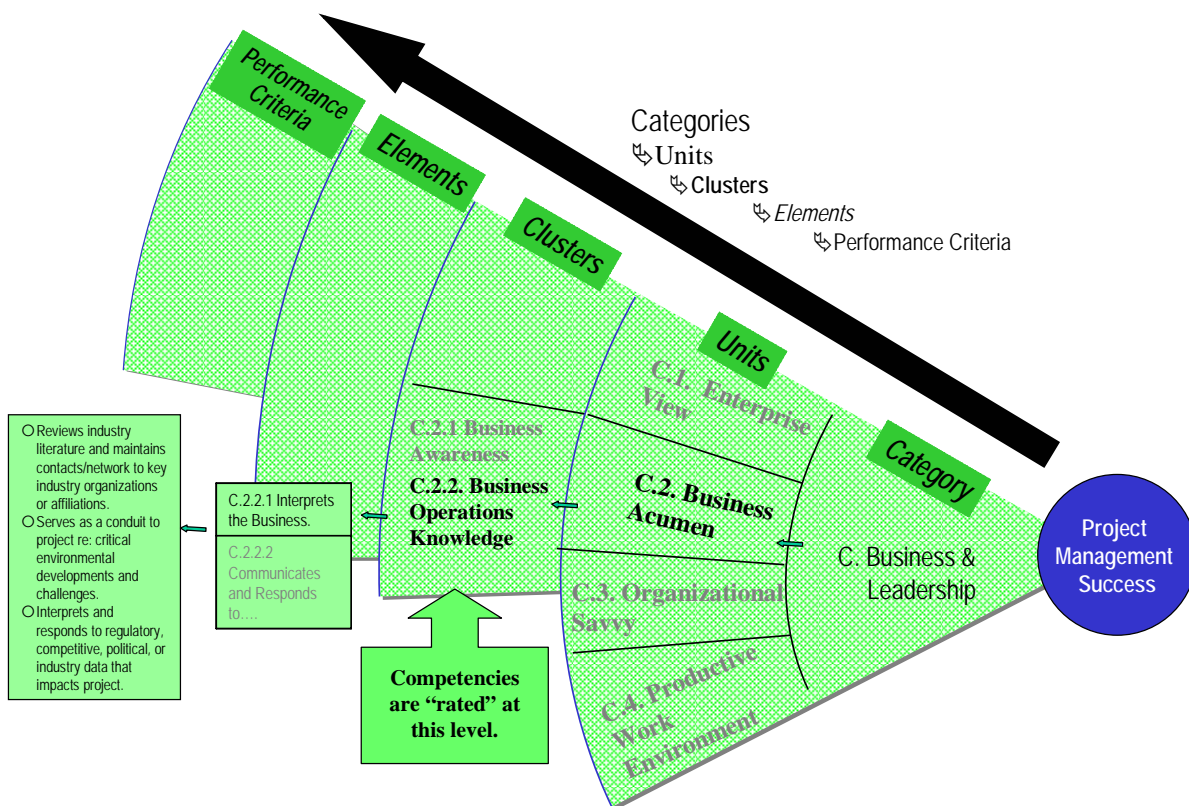 Performance
Criteria
Elements
Clusters
Units
Category
Categories
Units
Clusters
Elements
Performance Criteria
C.1. Enterprise
View
C.2. Business
Acumen
C.3. Organizational
Savvy
C.4. Productive
Work
Environment
C. Business &
Leadership
Project
Management
Success
C.2.1 Business
Awareness
C.2.2. Business
Operations
Knowledge
C.2.2.1 Interprets
the Business.
C.2.2.2
Communicates
and Responds
to….
Reviews industry
literature and maintains
contacts/network to key
industry organizations
or affiliations.
Serves as a conduit to
project re: critical
environmental
developments and
challenges.
Interprets and
responds to regulatory,
competitive, political, or
industry data that
impacts project.
Competencies
are “rated” at
this level.